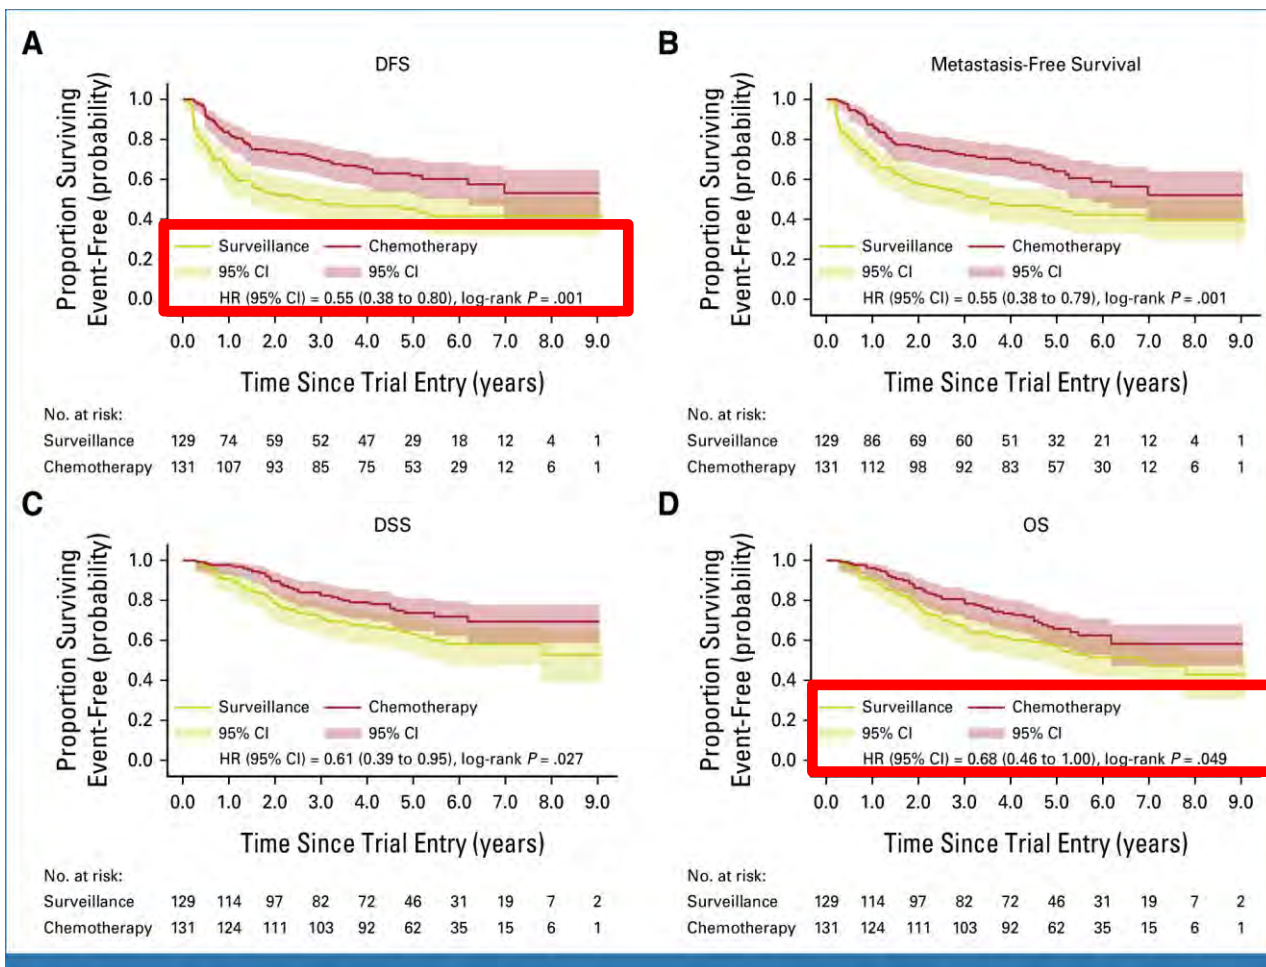 A
DFS
Proportion Surviving
Event-Free (probability)
1.0
0.8
0.6
0.4
0.2
0.0
Surveillance Chemotherapy
95% CI 95% CI
HR (95% CI) = 0.55 (0.38 to 0.80), log-rank P = .001
0.0 1.0 2.0 3.0 4.0 5.0 6.0 7.0 8.0 9.0
Time Since Trial Entry (years)
No. at risk:
Surveillance 129 74 59 52 47 29 18 12 4 1
Chemotherapy 131 107 93 85 75 53 29 12 6 1
B
Metastasis-Free Survival
Proportion Surviving
Event-Free (probability)
1.0
0.8
0.6
0.4
0.2
0.0
Surveillance Chemotherapy
95% CI 95% CI
HR (95% CI) = 0.55 (0.38 to 0.79), log-rank P = .001
0.0 1.0 2.0 3.0 4.0 5.0 6.0 7.0 8.0 9.0
Time Since Trial Entry (years)
No. at risk:
Surveillance 129 86 69 60 51 32 21 12 4 1
Chemotherapy 131 112 98 92 83 57 30 12 6 1
C
DSS
Proportion Surviving
Event-Free (probability)
1.0
0.8
0.6
0.4
0.2
0.0
Surveillance Chemotherapy
95% CI 95% CI
HR (95% CI) = 0.61 (0.39 to 0.95), log-rank P = .027
0.0 1.0 2.0 3.0 4.0 5.0 6.0 7.0 8.0 9.0
Time Since Trial Entry (years)
No. at risk:
Surveillance 129 114 97 82 72 46 31 19 7 2
Chemotherapy 131 124 111 103 92 62 35 15 6 1
D
OS
Proportion Surviving
Event-Free (probability)
1.0
0.8
0.6
0.4
0.2
0.0
Surveillance Chemotherapy
95% CI 95% CI
HR (95% CI) = 0.68 (0.46 to 1.00), log-rank P = .049
0.0 1.0 2.0 3.0 4.0 5.0 6.0 7.0 8.0 9.0
Time Since Trial Entry (years)
No. at risk:
Surveillance 129 114 97 82 72 46 31 19 7 2
Chemotherapy 131 124 111 103 92 62 35 15 6 1